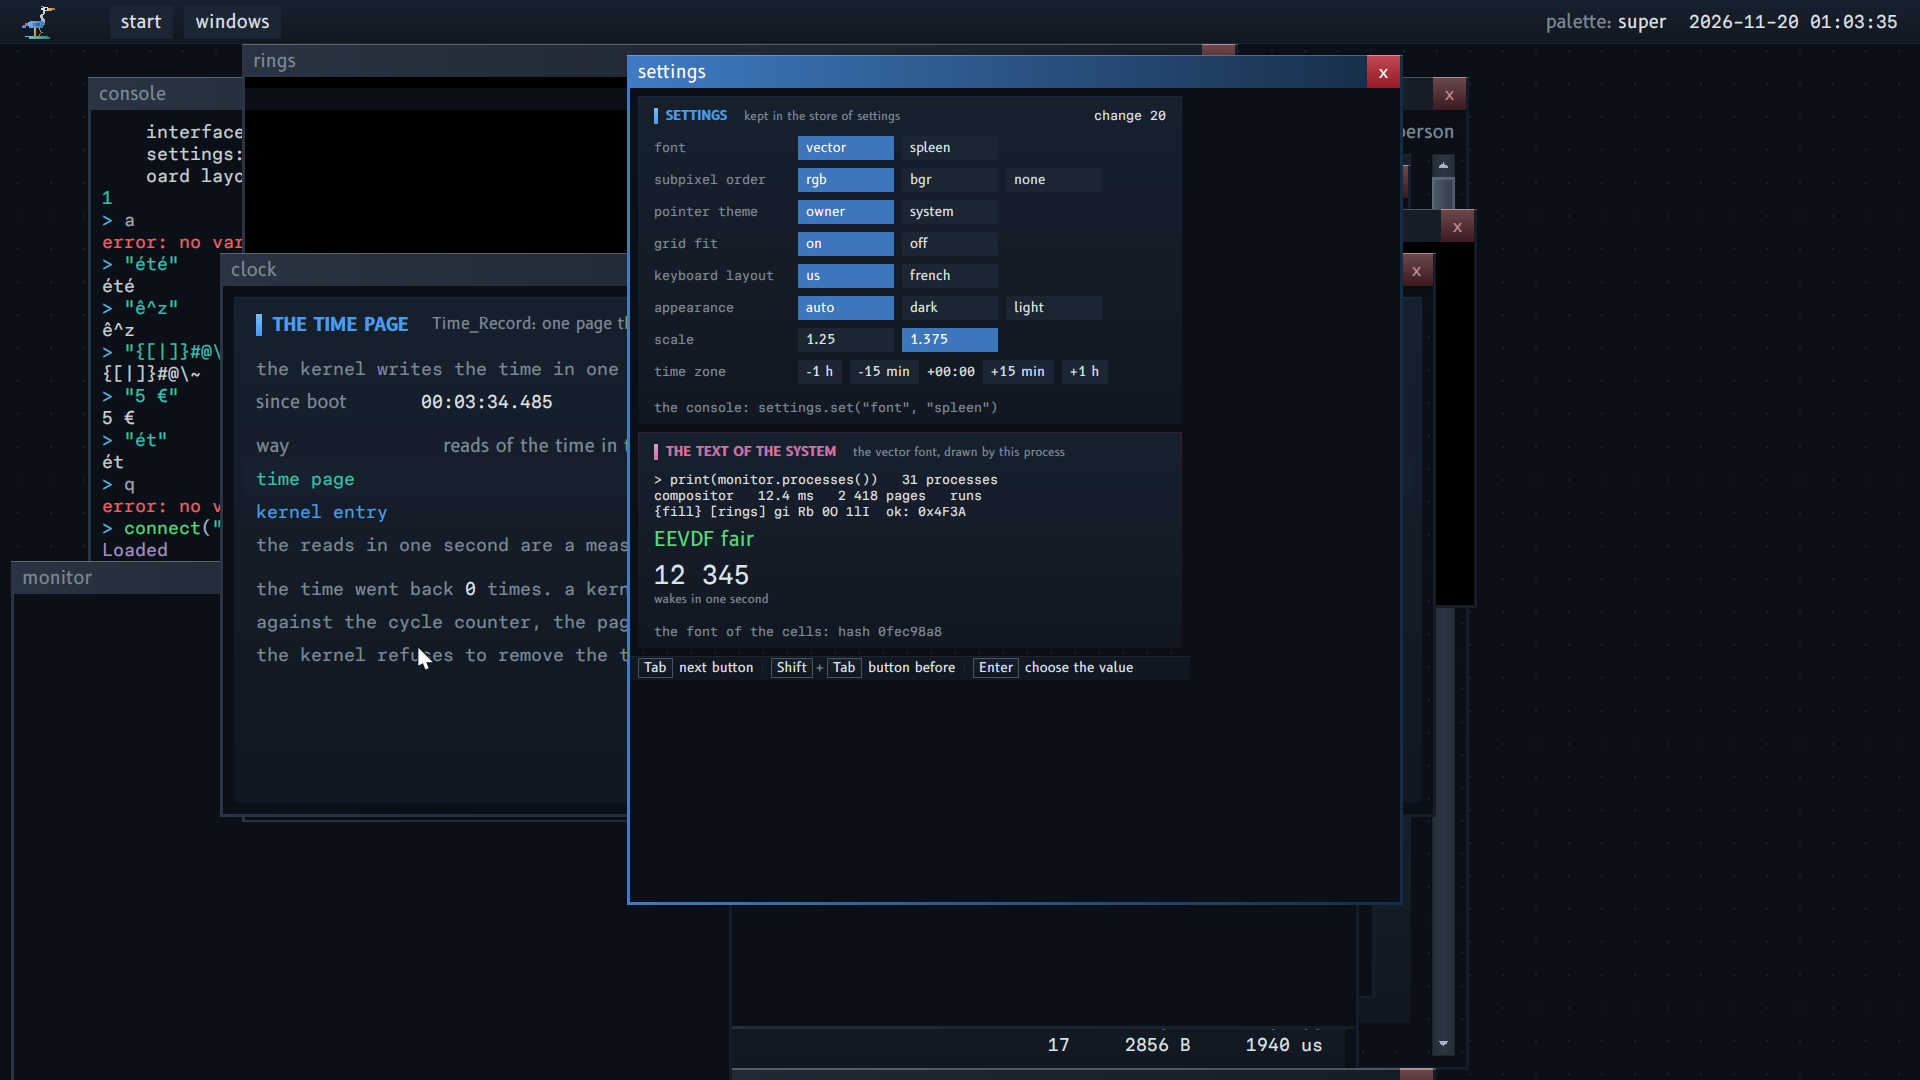 start windows palette: super 2026-11-20 01:03:35
rings
console
interface
settings:
oard layo
1
> a
error: no var
> "été"
été
> "ê^z"
ê^z
> "{[|]}#@\
{[|]}#@\~
> "5 €"
5 €
> "ét"
ét
> q
error: no v
> connect("
Loaded
monitor
clock
THE TIME PAGE Time_Record: one page th
the kernel writes the time in one
since boot 00:03:34.485
way reads of the time in t
time page
kernel entry
the reads in one second are a meas
the time went back 0 times. a kern
against the cycle counter, the pag
the kernel refuses to remove the t
settings x
SETTINGS kept in the store of settings change 20
font vector spleen
subpixel order rgb bgr none
pointer theme owner system
grid fit on off
keyboard layout us french
appearance auto dark light
scale 1.25 1.375
time zone -1 h -15 min +00:00 +15 min +1 h
the console: settings.set("font", "spleen")
THE TEXT OF THE SYSTEM the vector font, drawn by this process
> print(monitor.processes()) 31 processes
compositor 12.4 ms 2 418 pages runs
{fill} [rings] gi Rb 0O 1lI ok: 0x4F3A
EEVDF fair
12 345
wakes in one second
the font of the cells: hash 0fec98a8
Tab next button Shift + Tab button before Enter choose the value
x
person
x
x
17 2856 B 1940 us